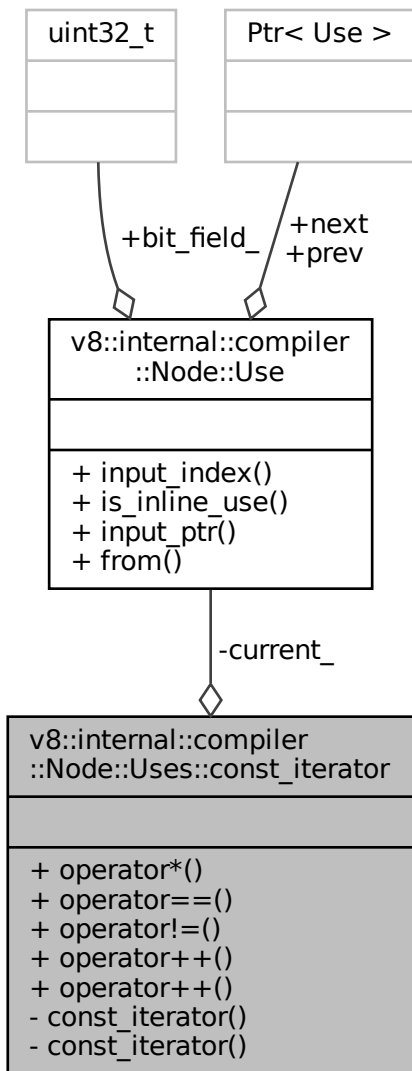 uint32_t
Ptr< Use >
+bit_field_
+next
+prev
v8::internal::compiler
::Node::Use
+ input_index()
+ is_inline_use()
+ input_ptr()
+ from()
-current_
v8::internal::compiler
::Node::Uses::const_iterator
+ operator*()
+ operator==()
+ operator!=()
+ operator++()
+ operator++()
- const_iterator()
- const_iterator()